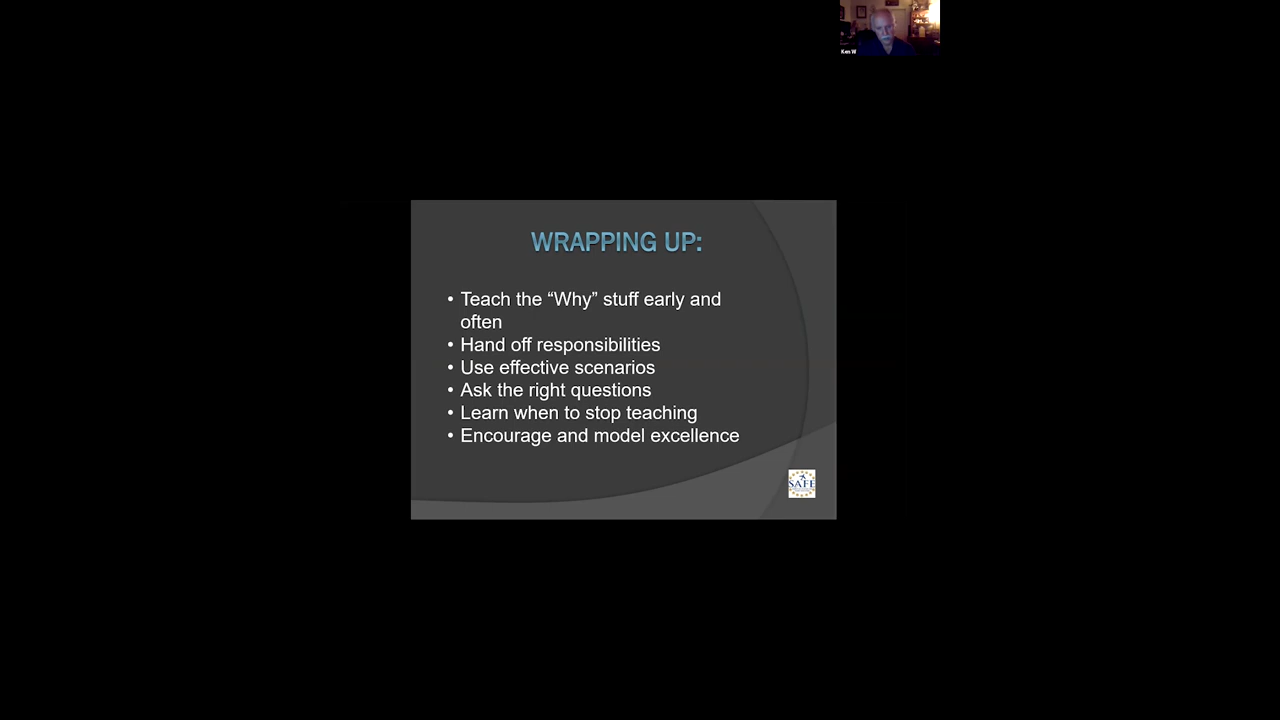 Ken W
WRAPPING UP:
• Teach the “Why” stuff early and
often
• Hand off responsibilities
• Use effective scenarios
• Ask the right questions
• Learn when to stop teaching
• Encourage and model excellence
SAFE